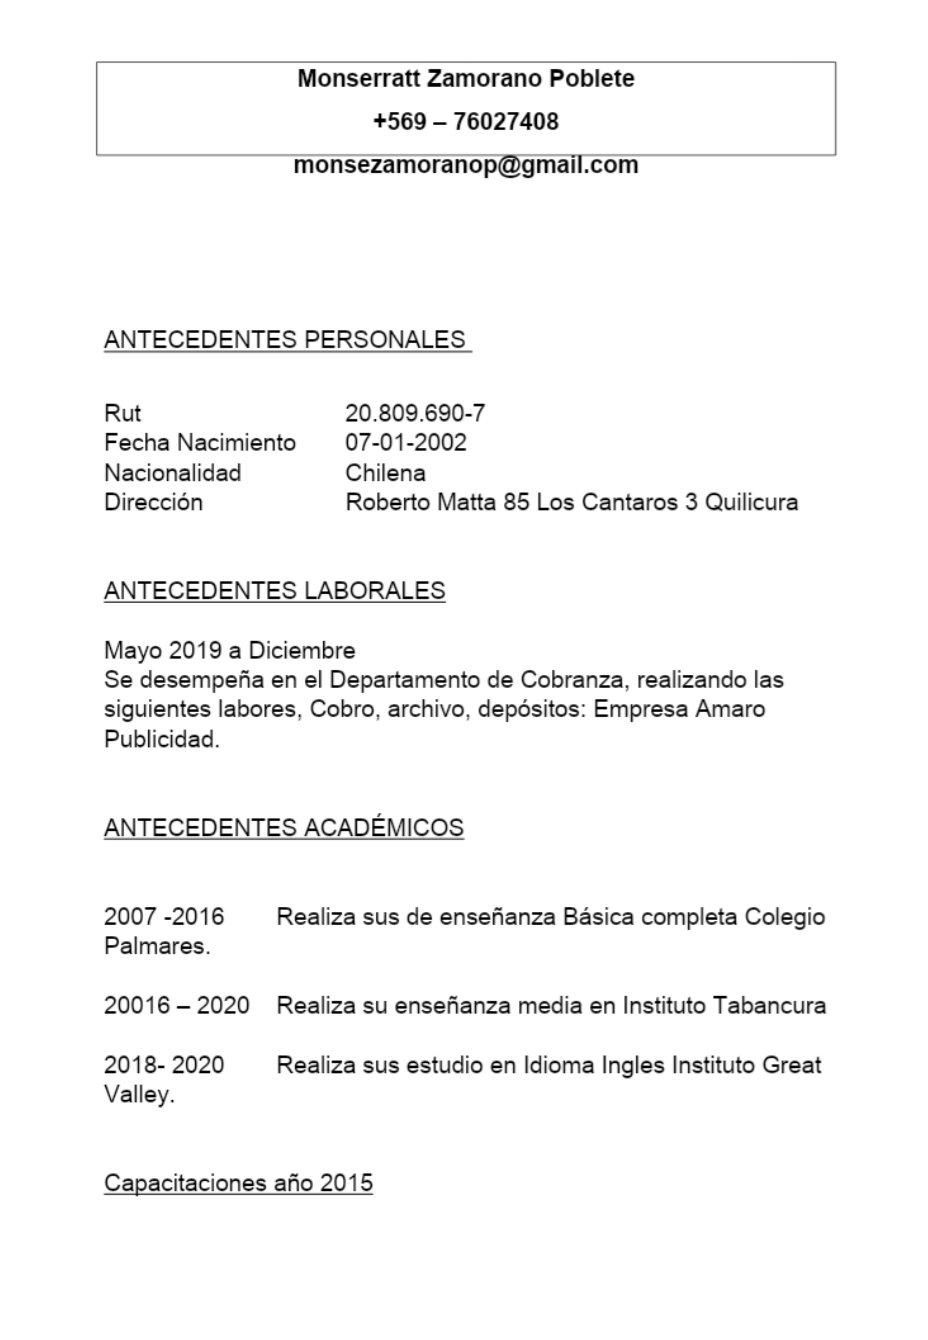 Monserratt Zamorano Poblete
+569 – 76027408
monsezamoranop@gmail.com
ANTECEDENTES PERSONALES
Rut 20.809.690-7
Fecha Nacimiento 07-01-2002
Nacionalidad Chilena
Dirección Roberto Matta 85 Los Cantaros 3 Quilicura
ANTECEDENTES LABORALES
Mayo 2019 a Diciembre
Se desempeña en el Departamento de Cobranza, realizando las
siguientes labores, Cobro, archivo, depósitos: Empresa Amaro
Publicidad.
ANTECEDENTES ACADÉMICOS
2007 -2016 Realiza sus de enseñanza Básica completa Colegio
Palmares.
20016 – 2020 Realiza su enseñanza media en Instituto Tabancura
2018- 2020 Realiza sus estudio en Idioma Ingles Instituto Great
Valley.
Capacitaciones año 2015